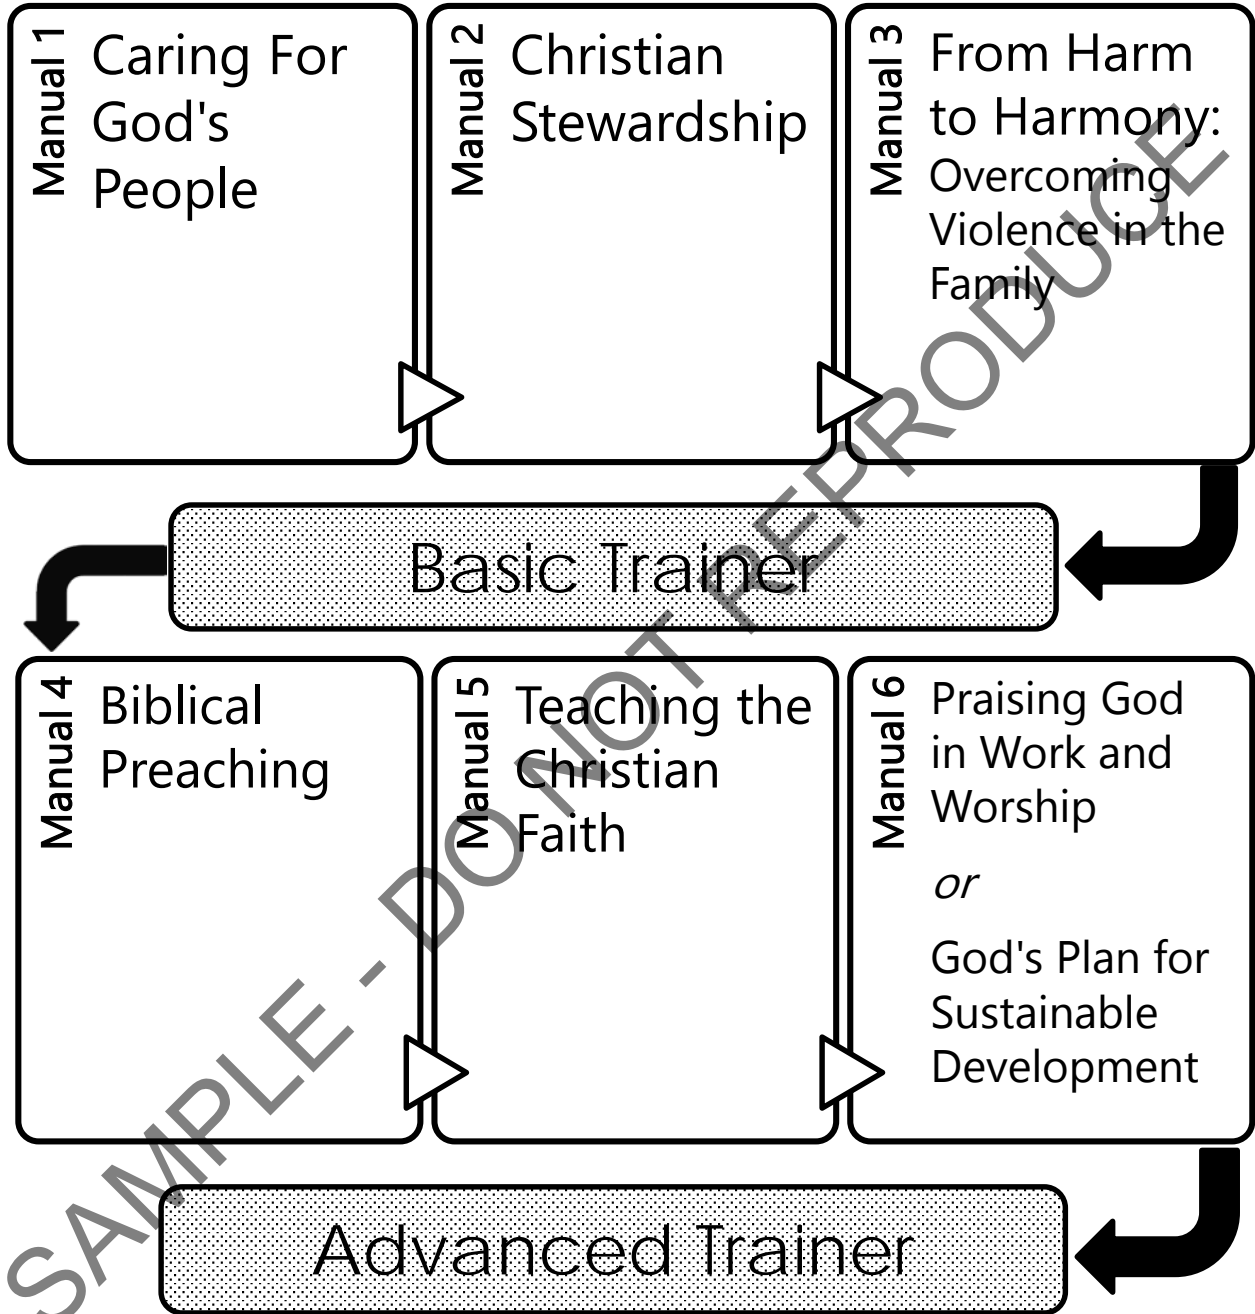 Manual 1
Caring For
God's
People
Manual 2
Christian
Stewardship
Manual 3
From Harm
to Harmony:
Overcoming
Violence in the
Family
Basic Trainer
Manual 4
Biblical
Preaching
Manual 5
Teaching the
Christian
Faith
Manual 6
Praising God
in Work and
Worship
or
God's Plan for
Sustainable
Development
Advanced Trainer
SAMPLE - DO NOT REPRODUCE